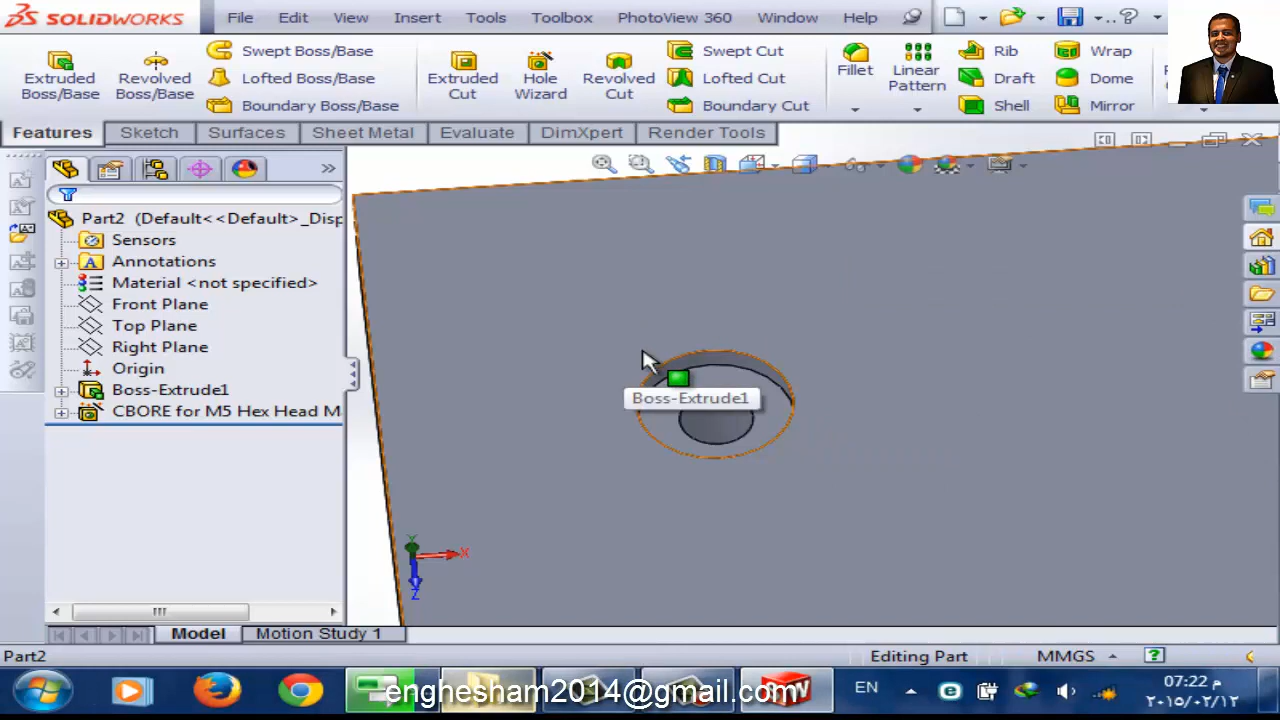 SOLIDWORKS File Edit View Insert Tools Toolbox PhotoView 360 Window Help
Extruded Boss/Base
Revolved Boss/Base
Swept Boss/Base
Lofted Boss/Base
Boundary Boss/Base
Extruded Cut
Hole Wizard
Revolved Cut
Swept Cut
Lofted Cut
Boundary Cut
Fillet
Linear Pattern
Rib
Draft
Shell
Wrap
Dome
Mirror
Features Sketch Surfaces Sheet Metal Evaluate DimXpert Render Tools
Part2 (Default<<Default>_Disp
Sensors
Annotations
Material <not specified>
Front Plane
Top Plane
Right Plane
Origin
Boss-Extrude1
CBORE for M5 Hex Head M
Boss-Extrude1
Y
X
Z
Model Motion Study 1
Part2 Editing Part MMGS
enghesham2014@gmail.com
EN
07:22 م
٢٠١٥/٠٢/١٢